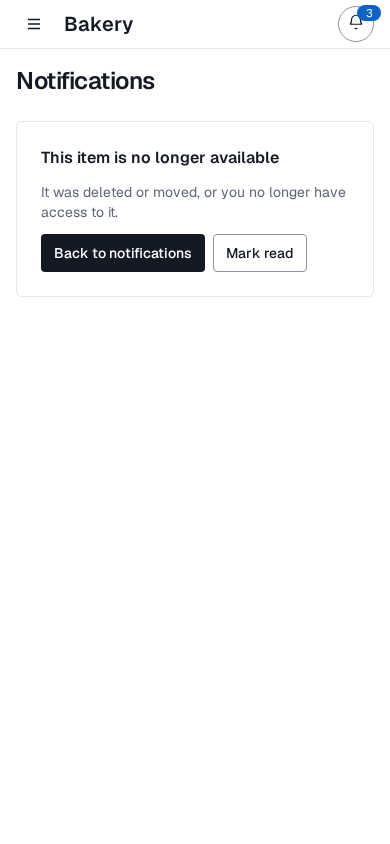 Bakery
3
Notifications
This item is no longer available
It was deleted or moved, or you no longer have
access to it.
Back to notifications
Mark read